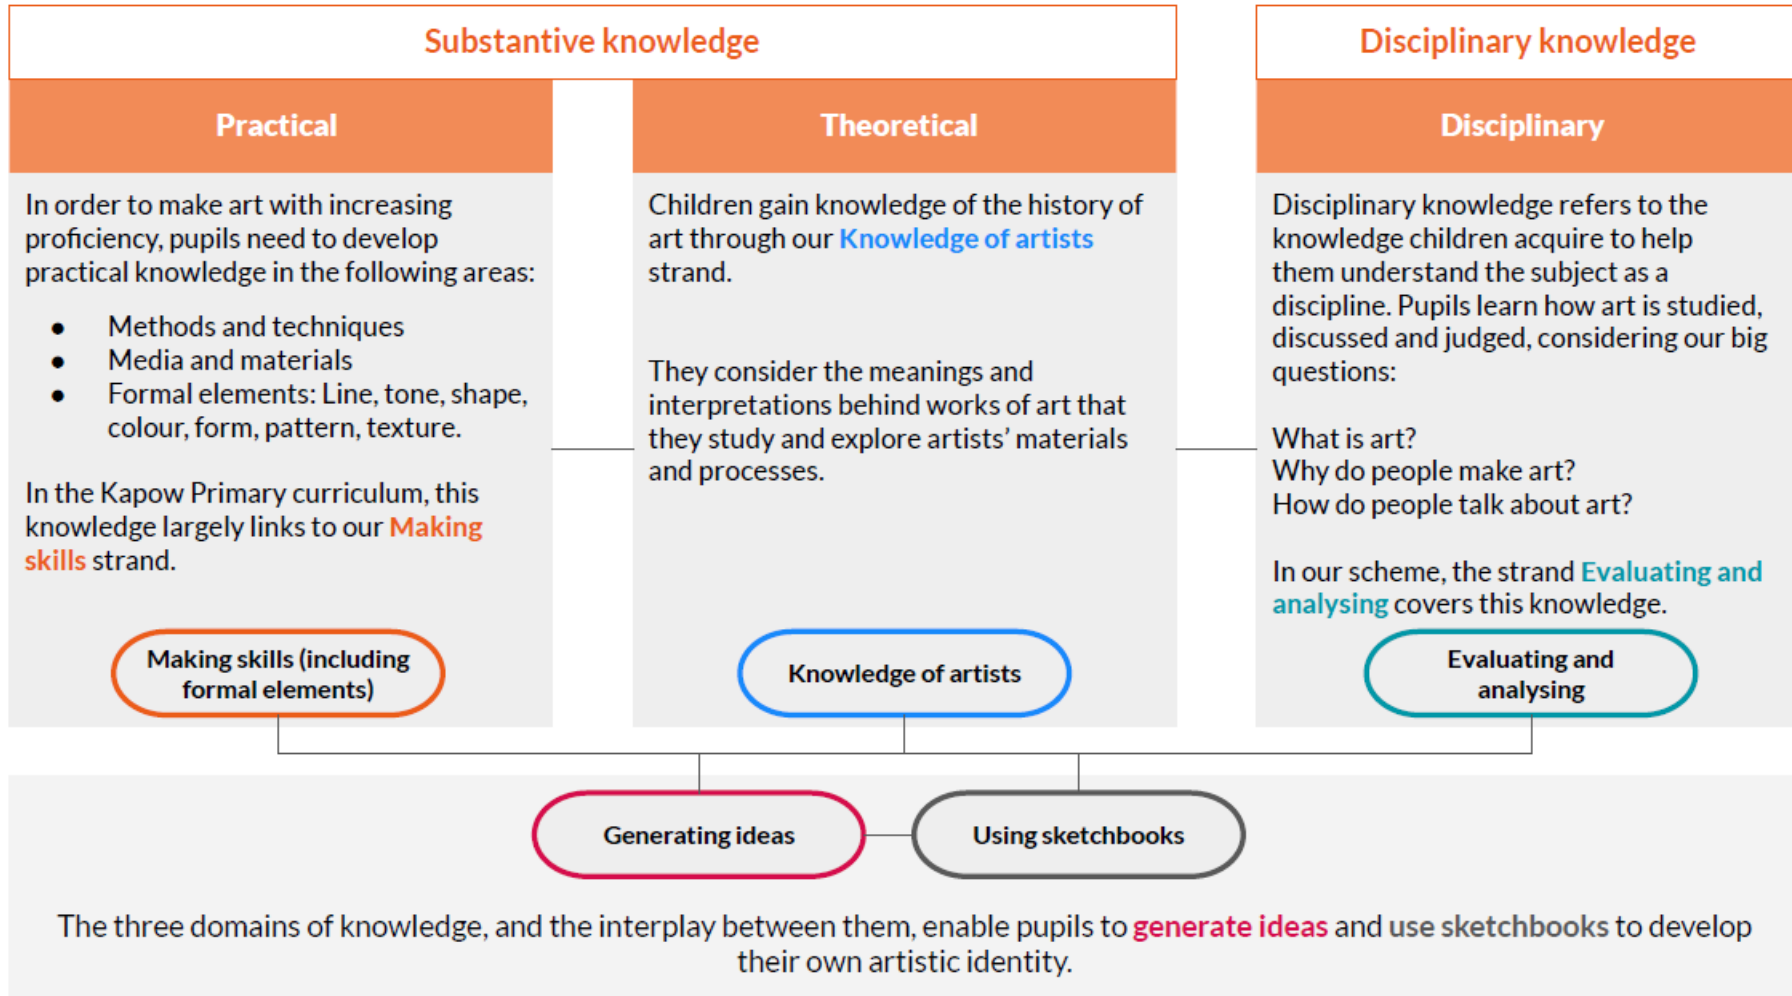 Substantive knowledge
Disciplinary knowledge
Practical
In order to make art with increasing
proficiency, pupils need to develop
practical knowledge in the following areas:
● Methods and techniques
● Media and materials
● Formal elements: Line, tone, shape,
colour, form, pattern, texture.
In the Kapow Primary curriculum, this
knowledge largely links to our Making
skills strand.
Making skills (including
formal elements)
Theoretical
Children gain knowledge of the history of
art through our Knowledge of artists
strand.
They consider the meanings and
interpretations behind works of art that
they study and explore artists’ materials
and processes.
Knowledge of artists
Disciplinary
Disciplinary knowledge refers to the
knowledge children acquire to help
them understand the subject as a
discipline. Pupils learn how art is studied,
discussed and judged, considering our big
questions:
What is art?
Why do people make art?
How do people talk about art?
In our scheme, the strand Evaluating and
analysing covers this knowledge.
Evaluating and
analysing
Generating ideas
Using sketchbooks
The three domains of knowledge, and the interplay between them, enable pupils to generate ideas and use sketchbooks to develop
their own artistic identity.